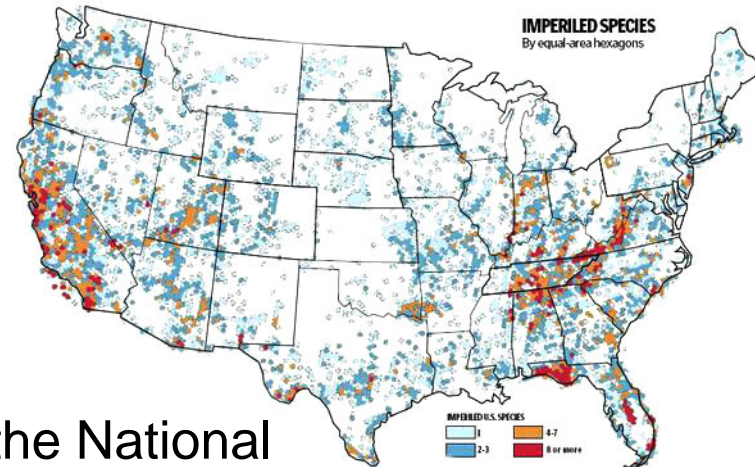 IMPERILED SPECIES
By equal-area hexagons
IMPERILED U.S. SPECIES
1
4-7
2-3
8 or more
the National